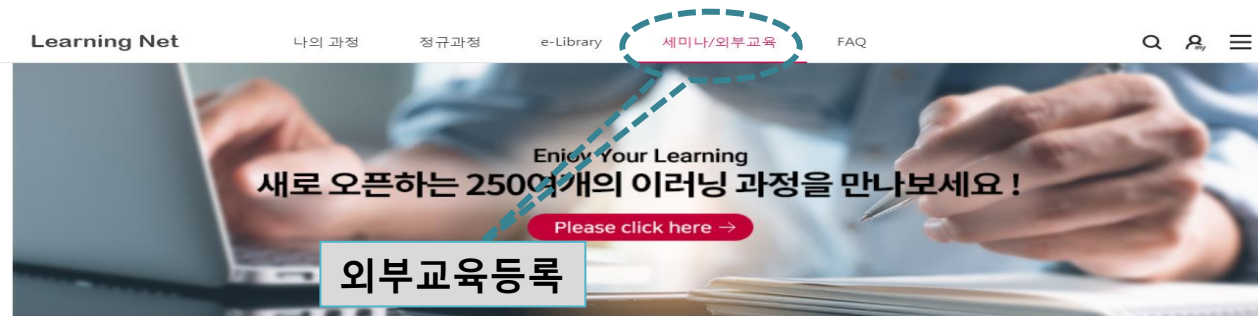 Learning Net 나의 과정 정규과정 e-Library 세미나/외부교육 FAQ
my
Enjoy Your Learning
새로 오픈하는 250여개의 이러닝 과정을 만나보세요 !
Please click here →
외부교육등록